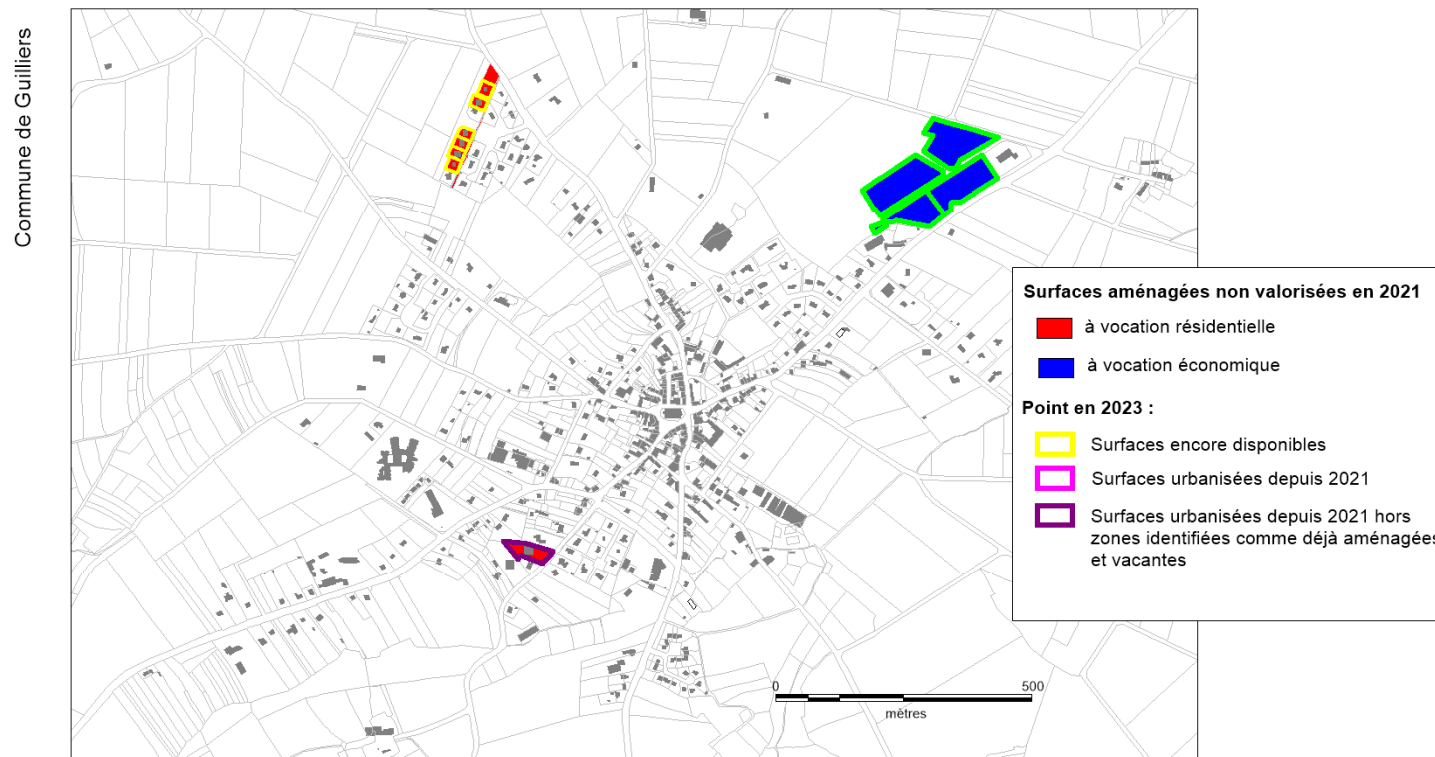 Commune de Guilliers
Surfaces aménagées non valorisées en 2021
à vocation résidentielle
à vocation économique
Point en 2023 :
Surfaces encore disponibles
Surfaces urbanisées depuis 2021
Surfaces urbanisées depuis 2021 hors
zones identifiées comme déjà aménagées
et vacantes
0 500
mètres